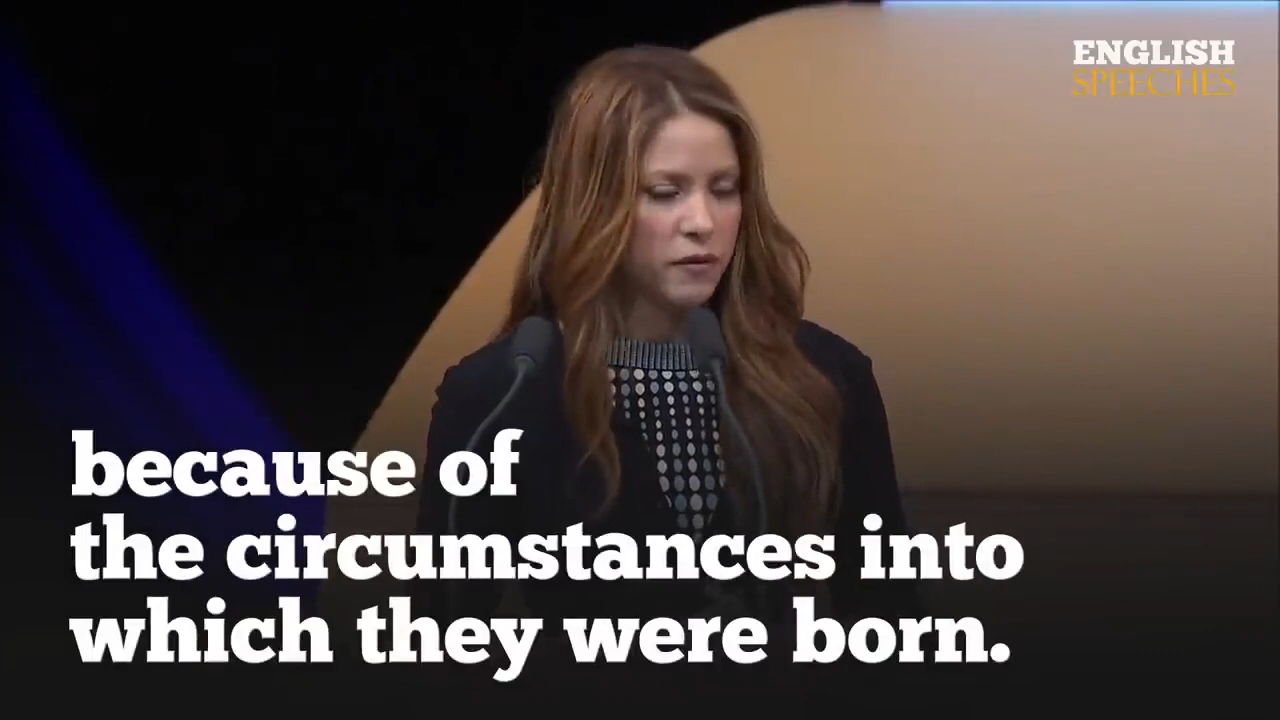 ENGLISH
SPEECHES
because of
the circumstances into
which they were born.